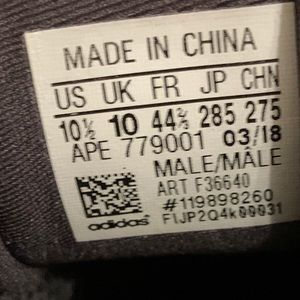 MADE IN CHINA
US UK FR JP CHN
10½ 10 44⅔ 285 275
APE 779001 03/18
MALE/MÂLE
ART F36640
#119898260
adidas FIJP2Q4k00031